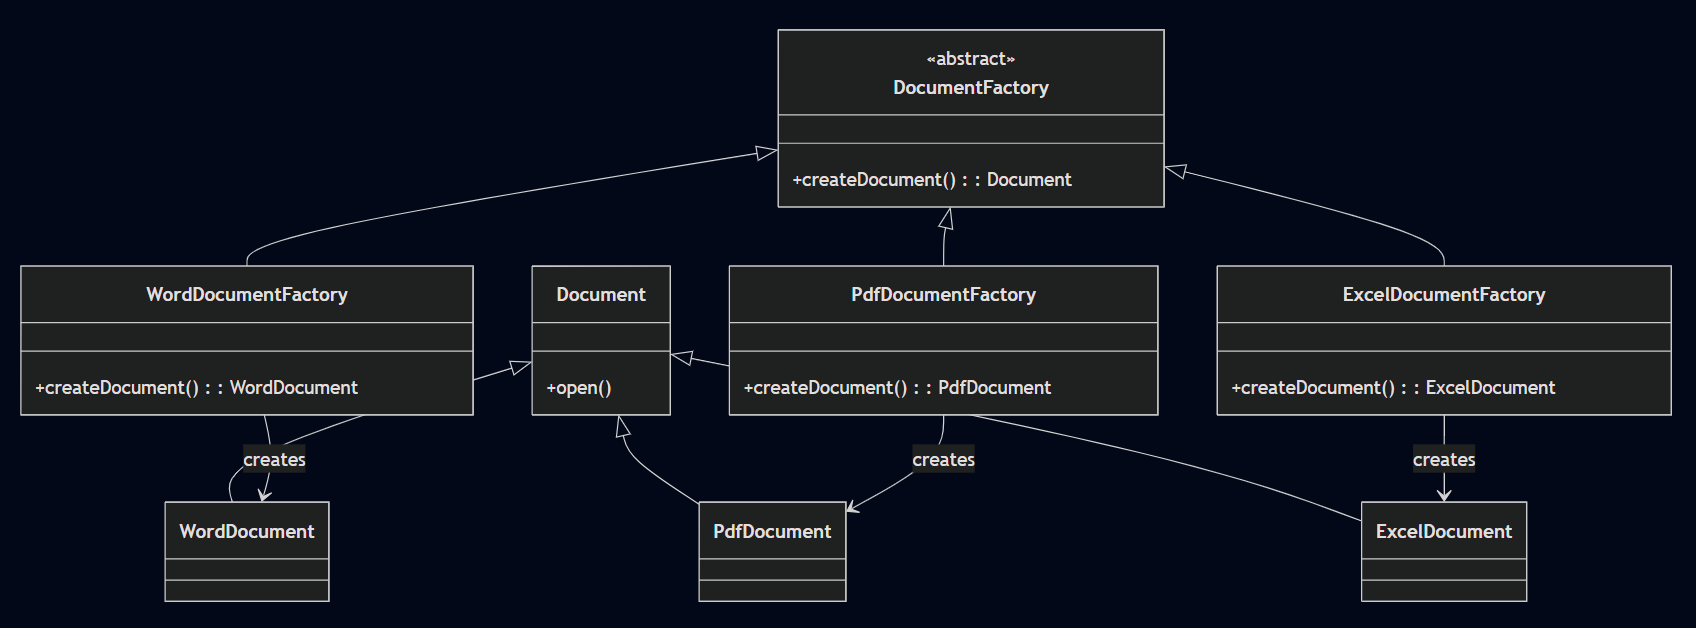 «abstract»
DocumentFactory
+createDocument() : : Document
WordDocumentFactory
+createDocument() : : WordDocument
Document
+open()
PdfDocumentFactory
+createDocument() : : PdfDocument
ExcelDocumentFactory
+createDocument() : : ExcelDocument
creates
creates
creates
WordDocument
PdfDocument
ExcelDocument